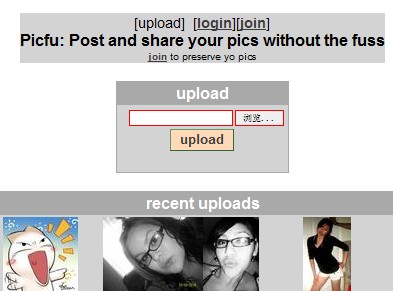 [upload] [login][join]
Picfu: Post and share your pics without the fuss
join to preserve yo pics
upload
浏览...
upload
recent uploads